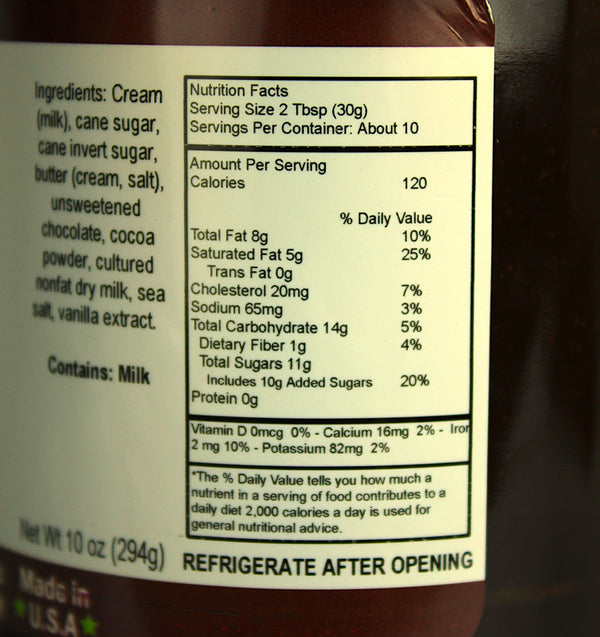 Ingredients: Cream
(milk), cane sugar,
cane invert sugar,
butter (cream, salt),
unsweetened
chocolate, cocoa
powder, cultured
nonfat dry milk, sea
salt, vanilla extract.
Contains: Milk
Net Wt 10 oz (294g)
Made in
U.S.A
Nutrition Facts
Serving Size 2 Tbsp (30g)
Servings Per Container: About 10
Amount Per Serving
Calories 120
% Daily Value
Total Fat 8g 10%
Saturated Fat 5g 25%
Trans Fat 0g
Cholesterol 20mg 7%
Sodium 65mg 3%
Total Carbohydrate 14g 5%
Dietary Fiber 1g 4%
Total Sugars 11g
Includes 10g Added Sugars 20%
Protein 0g
Vitamin D 0mcg 0% - Calcium 16mg 2% - Iron
2 mg 10% - Potassium 82mg 2%
*The % Daily Value tells you how much a
nutrient in a serving of food contributes to a
daily diet 2,000 calories a day is used for
general nutritional advice.
REFRIGERATE AFTER OPENING